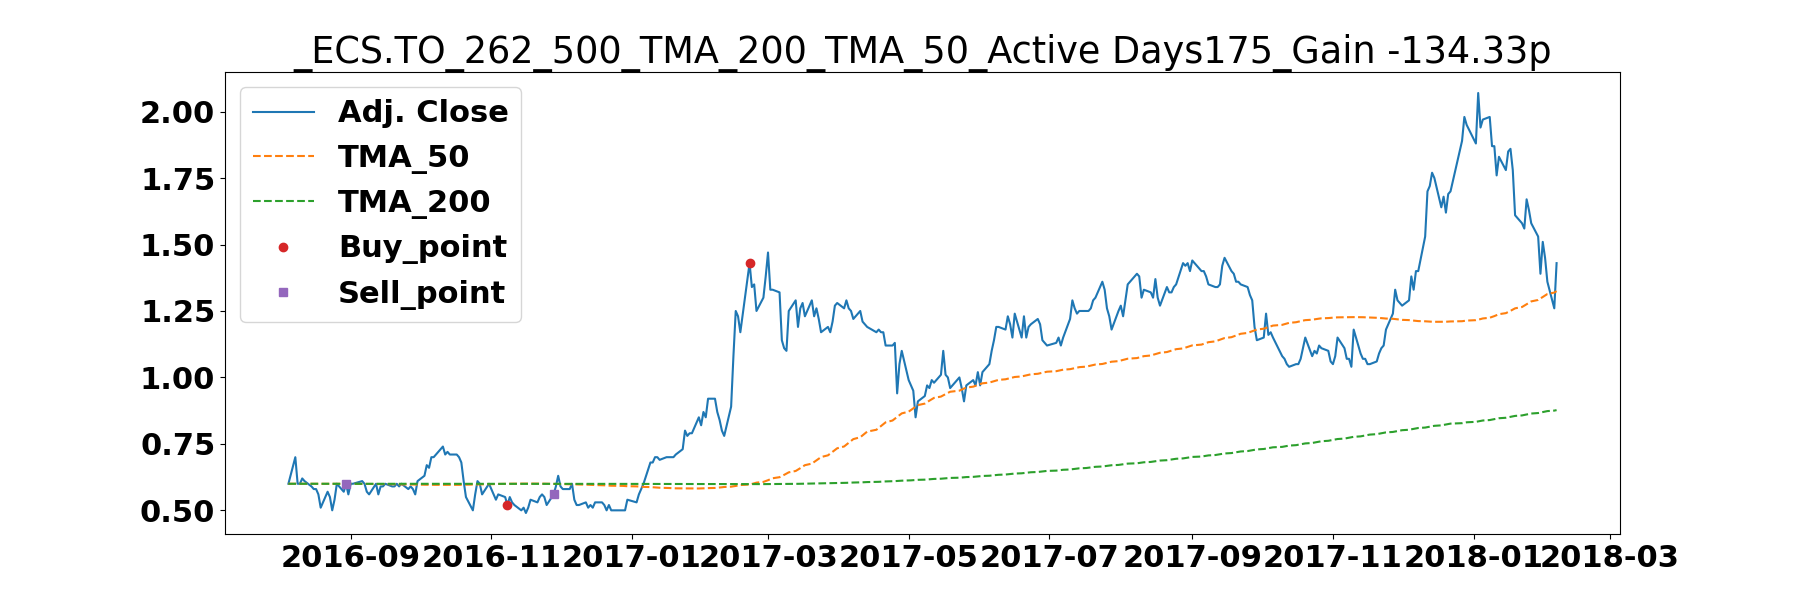 _ECS.TO_262_500_TMA_200_TMA_50_Active Days175_Gain -134.33p
Adj. Close
TMA_50
TMA_200
Buy_point
Sell_point
2.00
1.75
1.50
1.25
1.00
0.75
0.50
2016-09 2016-11 2017-01 2017-03 2017-05 2017-07 2017-09 2017-11 2018-01 2018-03